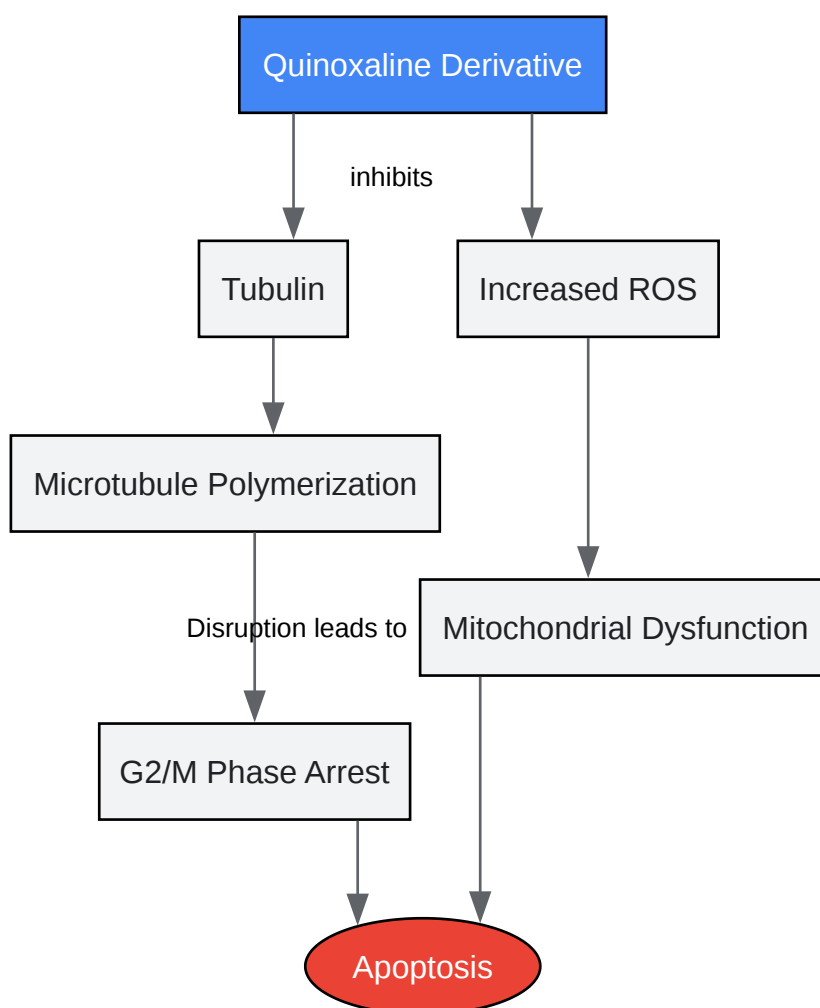 Quinoxaline Derivative
inhibits
Tubulin
Increased ROS
Microtubule Polymerization
Disruption leads to
Mitochondrial Dysfunction
G2/M Phase Arrest
Apoptosis